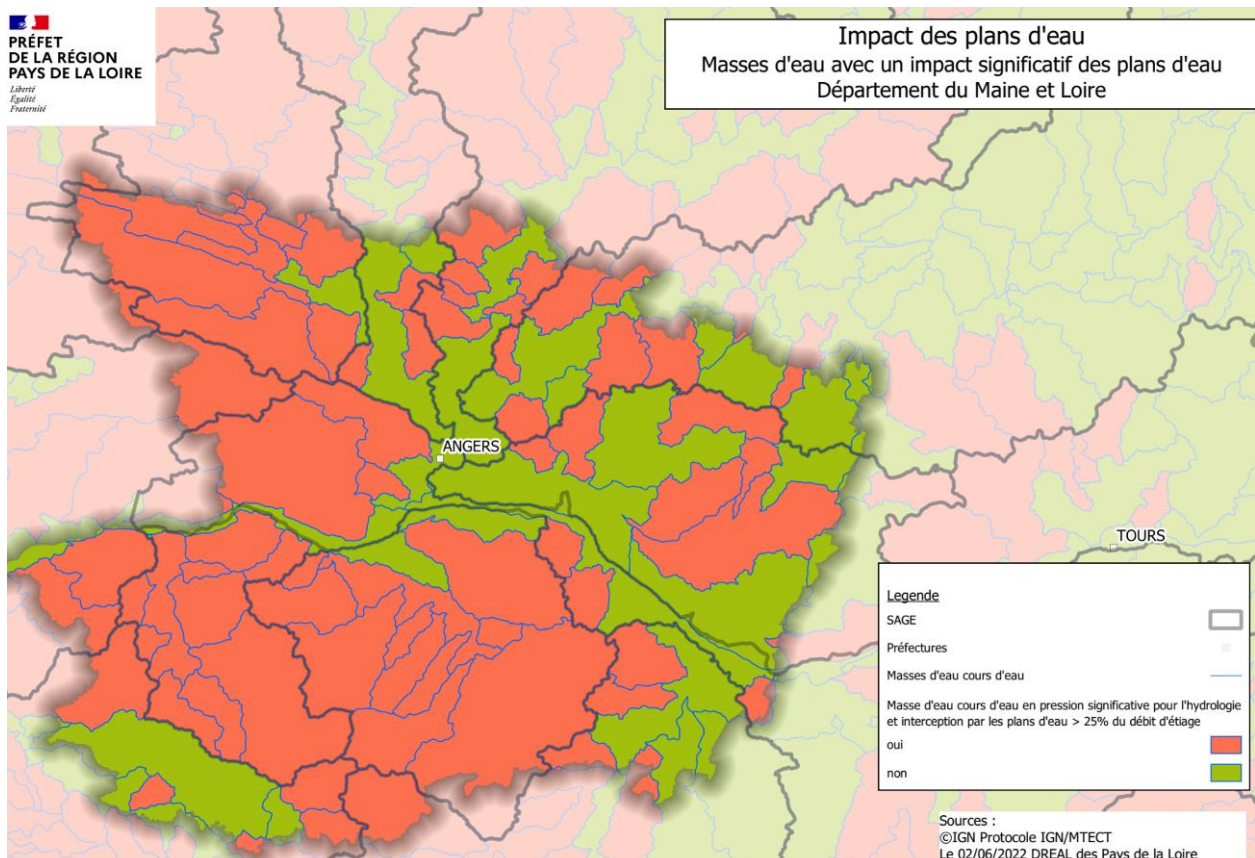 PRÉFET
DE LA RÉGION
PAYS DE LA LOIRE
Liberté
Égalité
Fraternité
Impact des plans d'eau
Masses d'eau avec un impact significatif des plans d'eau
Département du Maine et Loire
ANGERS
TOURS
Legende
SAGE
Préfectures
Masses d'eau cours d'eau
Masse d'eau cours d'eau en pression significative pour l'hydrologie
et interception par les plans d'eau > 25% du débit d'étiage
oui
non
Sources :
©IGN Protocole IGN/MTECT
Le 02/06/2022 DREAL des Pays de la Loire